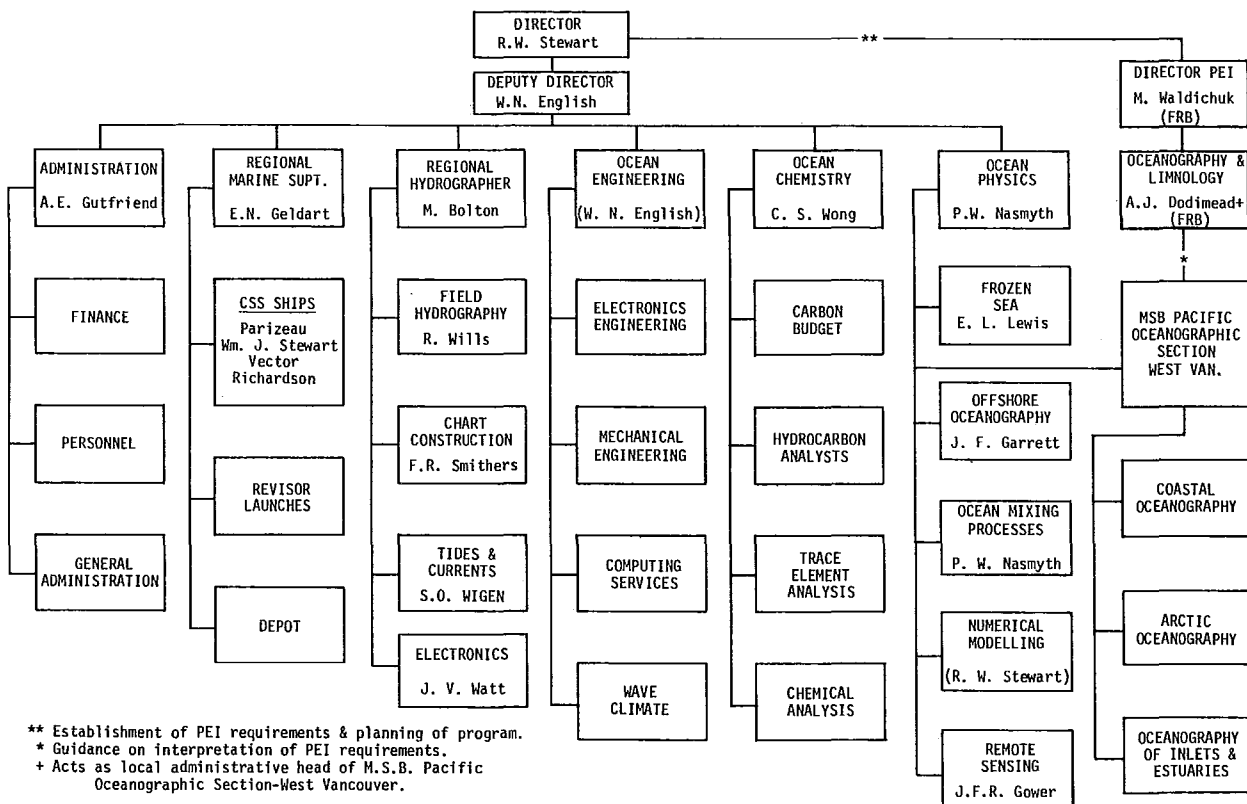 DIRECTOR
R.W. Stewart
**
DEPUTY DIRECTOR
W.N. English
DIRECTOR PEI
M. Waldichuk
(FRB)
ADMINISTRATION
A.E. Gutfriend
FINANCE
PERSONNEL
GENERAL
ADMINISTRATION
REGIONAL
MARINE SUPT.
E.N. Geldart
CSS SHIPS
Parizeau
Wm. J. Stewart
Vector
Richardson
REVISOR
LAUNCHES
DEPOT
REGIONAL
HYDROGRAPHER
M. Bolton
FIELD
HYDROGRAPHY
R. Wills
CHART
CONSTRUCTION
F.R. Smithers
TIDES &
CURRENTS
S.O. WIGEN
ELECTRONICS
J. V. Watt
OCEAN
ENGINEERING
(W. N. English)
ELECTRONICS
ENGINEERING
MECHANICAL
ENGINEERING
COMPUTING
SERVICES
WAVE
CLIMATE
OCEAN
CHEMISTRY
C. S. Wong
CARBON
BUDGET
HYDROCARBON
ANALYSTS
TRACE
ELEMENT
ANALYSIS
CHEMICAL
ANALYSIS
OCEAN
PHYSICS
P.W. Nasmyth
FROZEN
SEA
E. L. Lewis
OFFSHORE
OCEANOGRAPHY
J. F. Garrett
OCEAN MIXING
PROCESSES
P. W. Nasmyth
NUMERICAL
MODELLING
(R. W. Stewart)
REMOTE
SENSING
J.F.R. Gower
OCEANOGRAPHY &
LIMNOLOGY
A.J. Dodimead+
(FRB)
*
MSB PACIFIC
OCEANOGRAPHIC
SECTION
WEST VAN.
COASTAL
OCEANOGRAPHY
ARCTIC
OCEANOGRAPHY
OCEANOGRAPHY
OF INLETS &
ESTUARIES
** Establishment of PEI requirements & planning of program.
* Guidance on interpretation of PEI requirements.
+ Acts as local administrative head of M.S.B. Pacific
Oceanographic Section-West Vancouver.